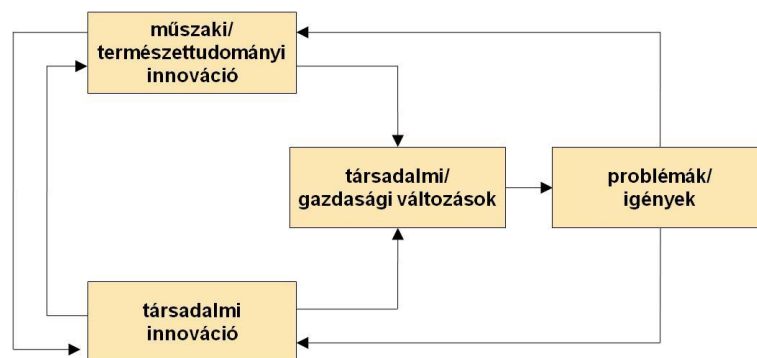 műszaki/
természettudományi
innováció
társadalmi/
gazdasági változások
problémák/
igények
társadalmi
innováció